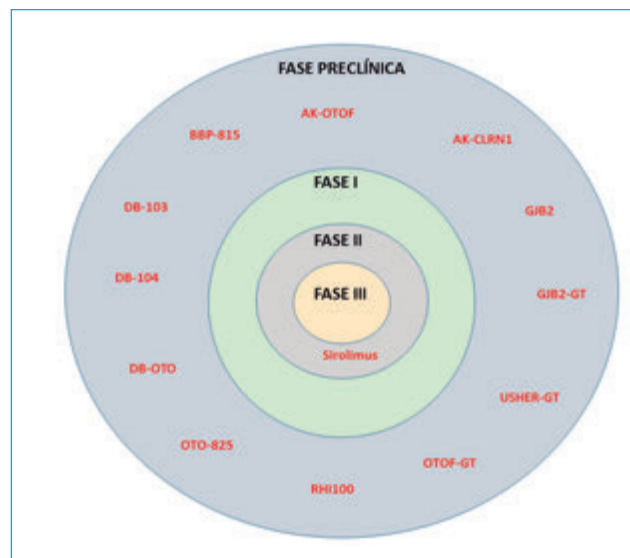 FASE PRECLÍNICA
AK-OTOF
BBP-815
AK-CLRN1
FASE I
DB-103
GJB2
FASE II
DB-104
GJB2-GT
FASE III
Sirolimus
DB-OTO
USHER-GT
OTO-825
OTOF-GT
RHI100